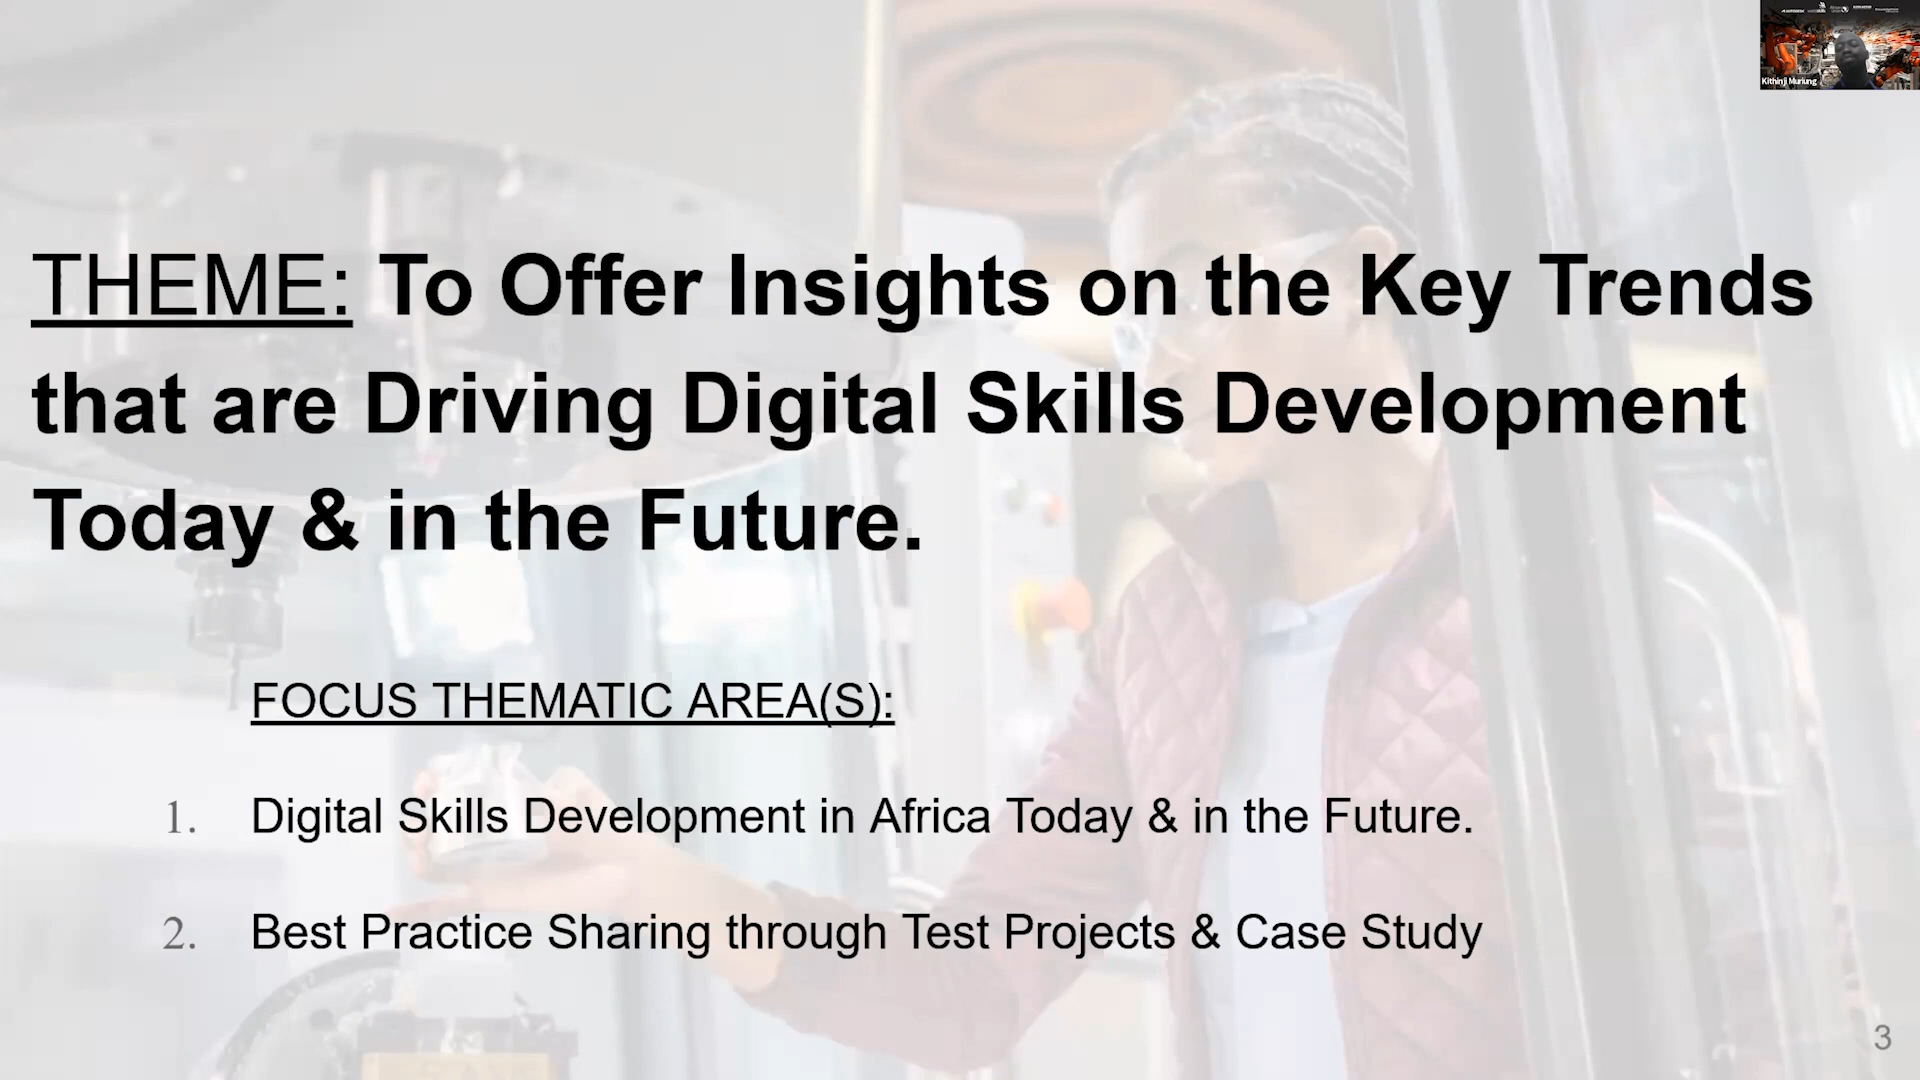 THEME: To Offer Insights on the Key Trends
that are Driving Digital Skills Development
Today & in the Future.
FOCUS THEMATIC AREA(S):
1. Digital Skills Development in Africa Today & in the Future.
2. Best Practice Sharing through Test Projects & Case Study
3